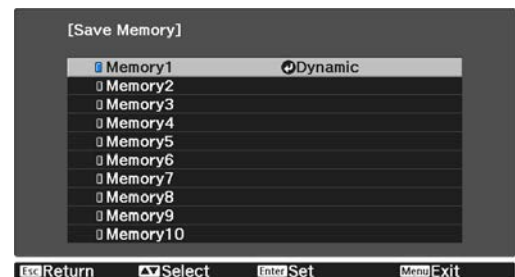 [Save Memory]
Memory1 Dynamic
Memory2
Memory3
Memory4
Memory5
Memory6
Memory7
Memory8
Memory9
Memory10
Esc Return Select Enter Set Menu Exit